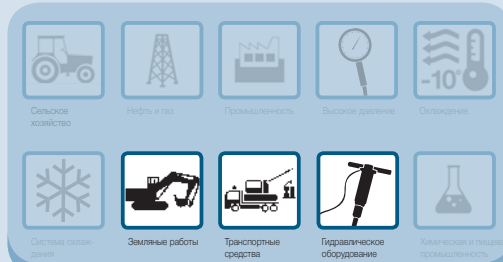 Сельское
хозяйство
Нефть и газ
Промышленность
Высокое давление
Охлаждение
-10°
Система охлаж-
дения
Земляные работы
Транспортные
средства
Гидравлическое
оборудование
Химическая и пищевая
промышленность